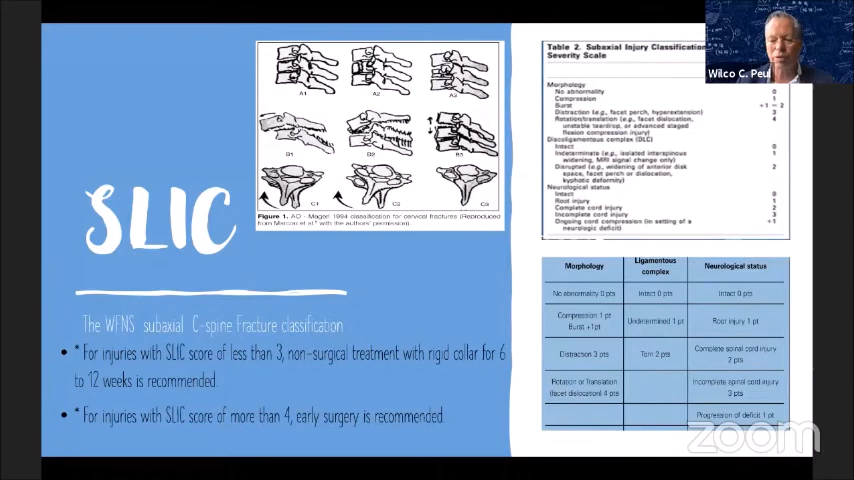 Wilco C. Peul
A1
A2
A3
B1
B2
B3
C1
C2
C3
Figure 1. AO - Magerl 1994 classification for cervical fractures (Reproduced
with the authors' permission).
SLIC
The WFNS subaxial C-spine Fracture classification
* For injuries with SLIC score of less than 3, non-surgical treatment with rigid collar for 6
to 12 weeks is recommended.
* For injuries with SLIC score of more than 4, early surgery is recommended.
Table 2. Subaxial Injury Classification
Severity Scale
Morphology
No abnormality 0
Compression 1
Burst +1 = 2
Distraction (e.g., facet perch, hyperextension) 3
Rotation/translation (e.g., facet dislocation, 4
unstable teardrop, or advanced staged
flexion compression injury)
Discoligamentous complex (DLC)
Intact 0
Indeterminate (e.g., isolated interspinous 1
widening, MRI signal change only)
Disrupted (e.g., widening of anterior disk 2
space, facet perch or dislocation,
kyphotic deformity)
Neurological status
Intact 0
Root injury 1
Complete cord injury 2
Incomplete cord injury 3
Ongoing cord compression (in setting of a +1
neurologic deficit)
Morphology Ligamentous complex Neurological status
No abnormality 0 pts Intact 0 pts Intact 0 pts
Compression 1 pt
Burst +1pt Undetermined 1 pt Root injury 1 pt
Distraction 3 pts Torn 2 pts Complete spinal cord injury
2 pts
Rotation or Translation
(facet dislocation) 4 pts Incomplete spinal cord injury
3 pts
Progression of deficit 1 pt
zoom